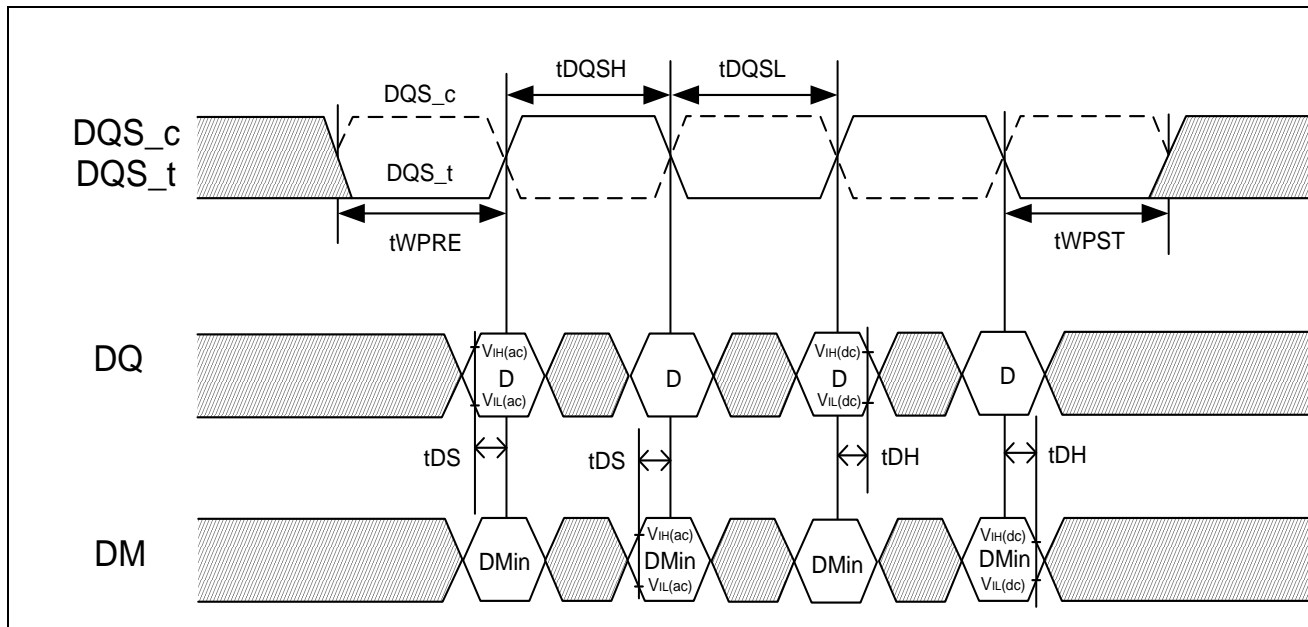 tDQSH
tDQSL
DQS_c
DQS_c
DQS_t
DQS_t
tWPRE
tWPST
DQ
VIH(ac)
D
VIL(ac)
D
VIH(dc)
D
VIL(dc)
D
tDS
tDS
tDH
tDH
DM
DMin
VIH(ac)
DMin
VIL(ac)
DMin
VIH(dc)
DMin
VIL(dc)